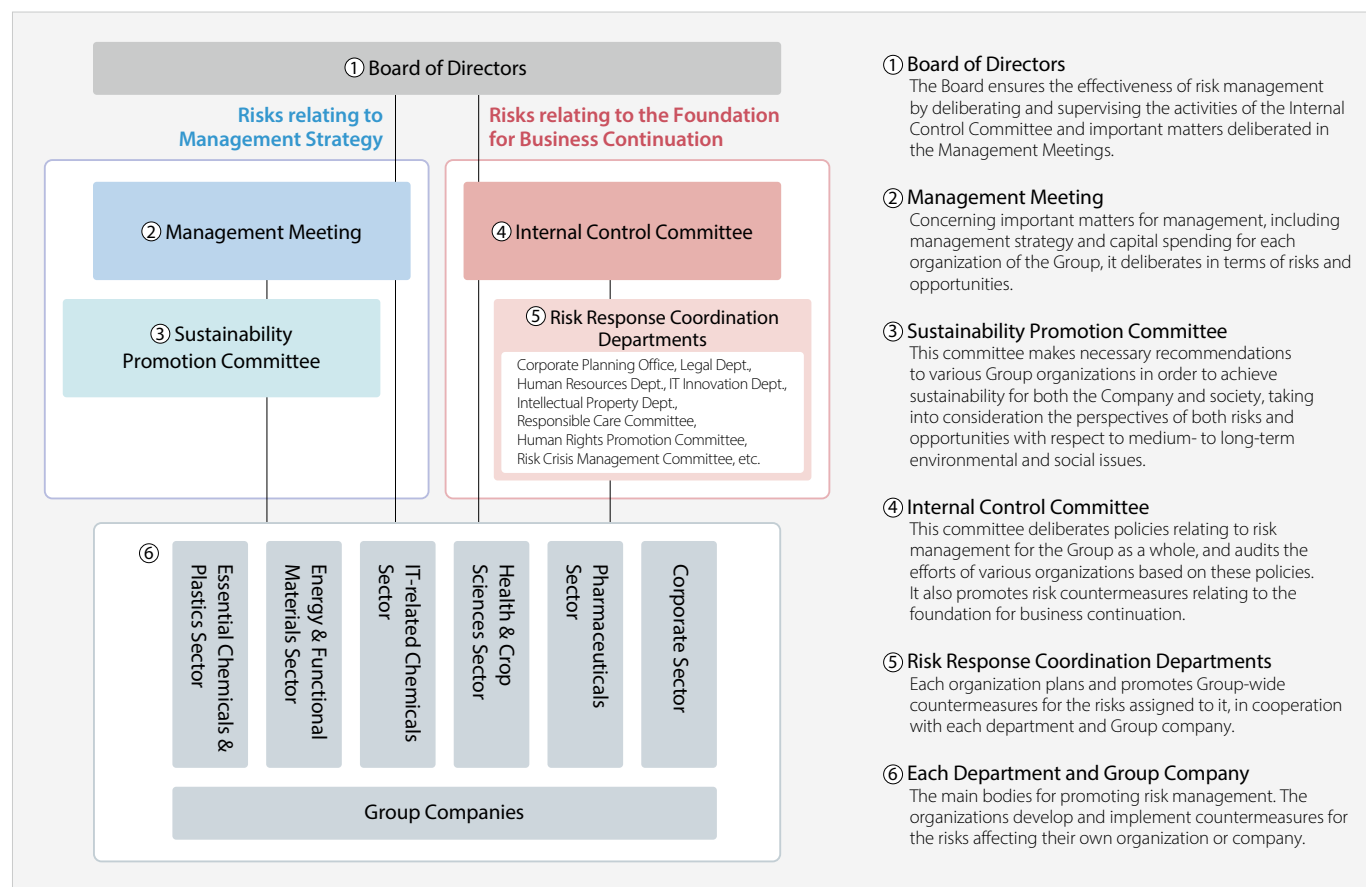 ① Board of Directors
Risks relating to
Management Strategy
Risks relating to the Foundation
for Business Continuation
② Management Meeting
③ Sustainability
Promotion Committee
④ Internal Control Committee
⑤ Risk Response Coordination
Departments
Corporate Planning Office, Legal Dept.,
Human Resources Dept., IT Innovation Dept.,
Intellectual Property Dept.,
Responsible Care Committee,
Human Rights Promotion Committee,
Risk Crisis Management Committee, etc.
⑥
Essential Chemicals &
Plastics Sector
Energy & Functional
Materials Sector
IT-related Chemicals
Sector
Health & Crop
Sciences Sector
Pharmaceuticals
Sector
Corporate Sector
Group Companies
① Board of Directors
The Board ensures the effectiveness of risk management
by deliberating and supervising the activities of the Internal
Control Committee and important matters deliberated in
the Management Meetings.
② Management Meeting
Concerning important matters for management, including
management strategy and capital spending for each
organization of the Group, it deliberates in terms of risks and
opportunities.
③ Sustainability Promotion Committee
This committee makes necessary recommendations
to various Group organizations in order to achieve
sustainability for both the Company and society, taking
into consideration the perspectives of both risks and
opportunities with respect to medium- to long-term
environmental and social issues.
④ Internal Control Committee
This committee deliberates policies relating to risk
management for the Group as a whole, and audits the
efforts of various organizations based on these policies.
It also promotes risk countermeasures relating to the
foundation for business continuation.
⑤ Risk Response Coordination Departments
Each organization plans and promotes Group-wide
countermeasures for the risks assigned to it, in cooperation
with each department and Group company.
⑥ Each Department and Group Company
The main bodies for promoting risk management. The
organizations develop and implement countermeasures for
the risks affecting their own organization or company.